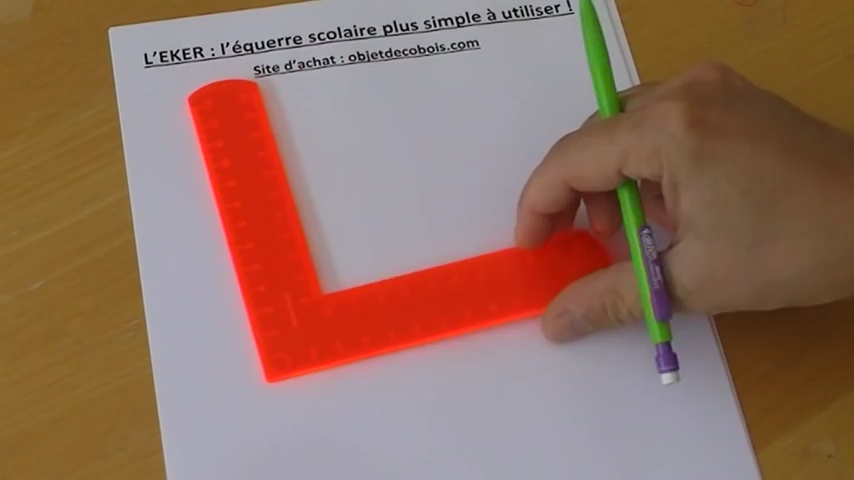 L'EKER : l'équerre scolaire plus simple à utiliser !
Site d'achat : objetdecobois.com